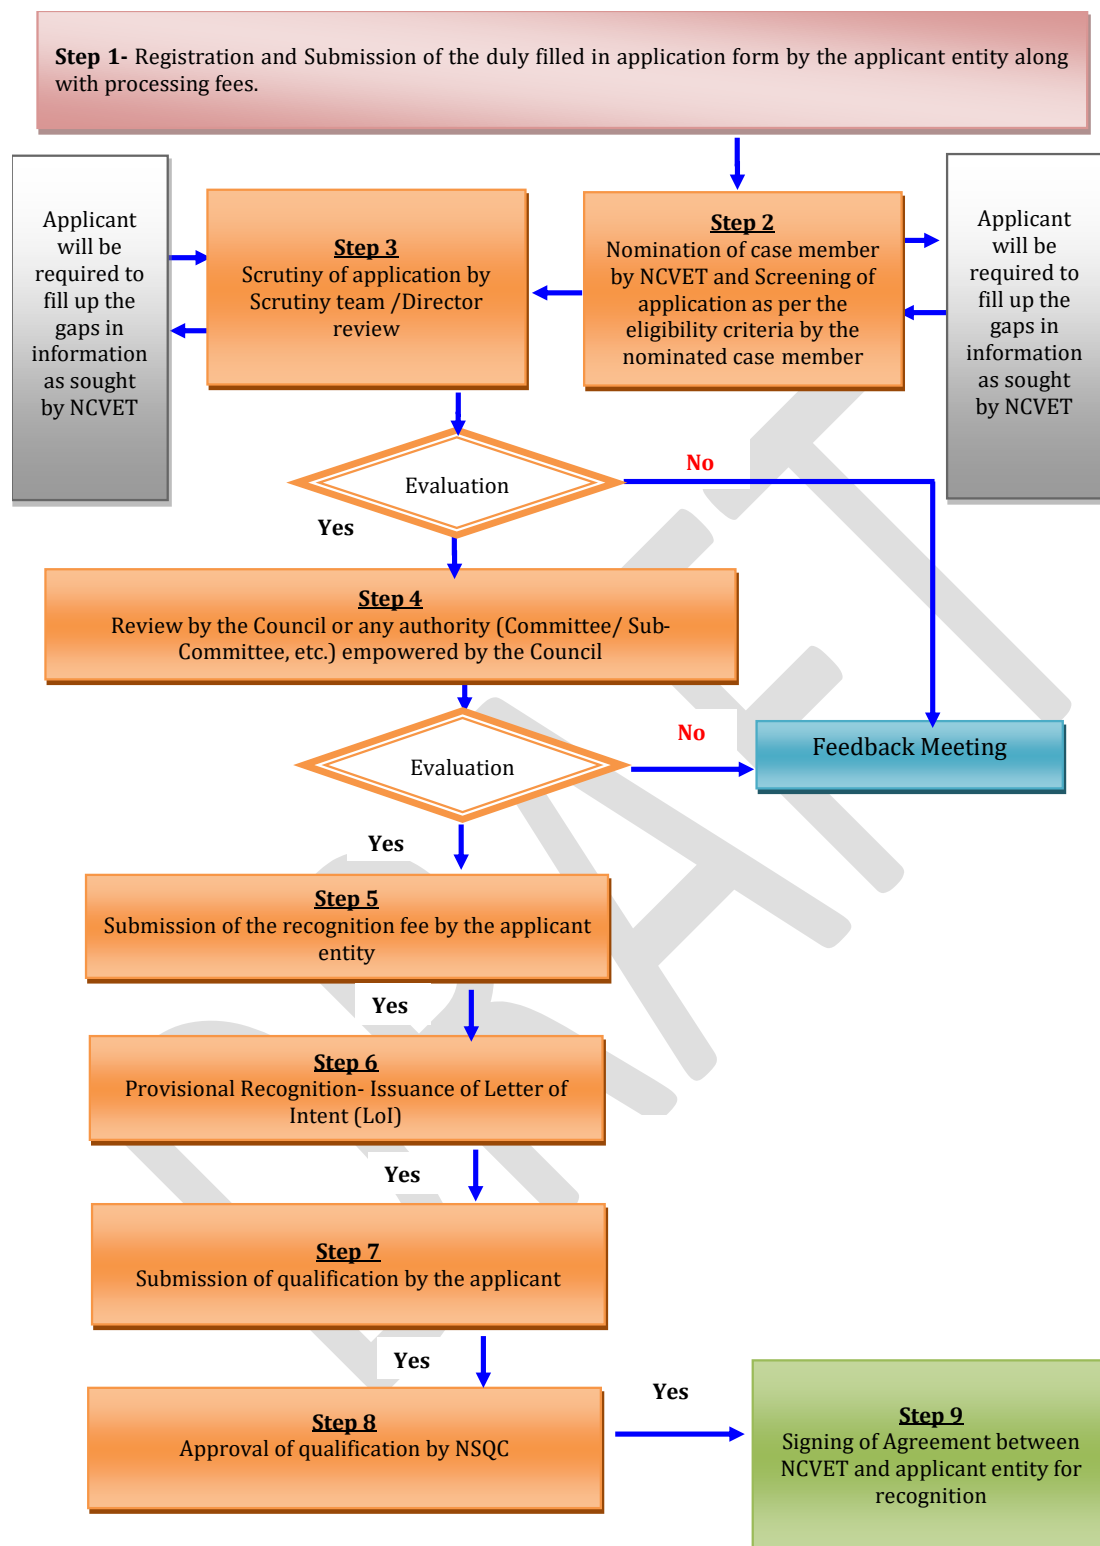 Step 1- Registration and Submission of the duly filled in application form by the applicant entity along
with processing fees.
Applicant
will be
required to
fill up the
gaps in
information
as sought
by NCVET
Step 3
Scrutiny of application by
Scrutiny team /Director
review
Step 2
Nomination of case member
by NCVET and Screening of
application as per the
eligibility criteria by the
nominated case member
Applicant
will be
required to
fill up the
gaps in
information
as sought
by NCVET
Evaluation
No
Yes
Step 4
Review by the Council or any authority (Committee/ Sub-
Committee, etc.) empowered by the Council
Evaluation
No
Feedback Meeting
Yes
Step 5
Submission of the recognition fee by the applicant
entity
Yes
Step 6
Provisional Recognition- Issuance of Letter of
Intent (LoI)
Yes
Step 7
Submission of qualification by the applicant
Yes
Step 8
Approval of qualification by NSQC
Yes
Step 9
Signing of Agreement between
NCVET and applicant entity for
recognition
DRAFT